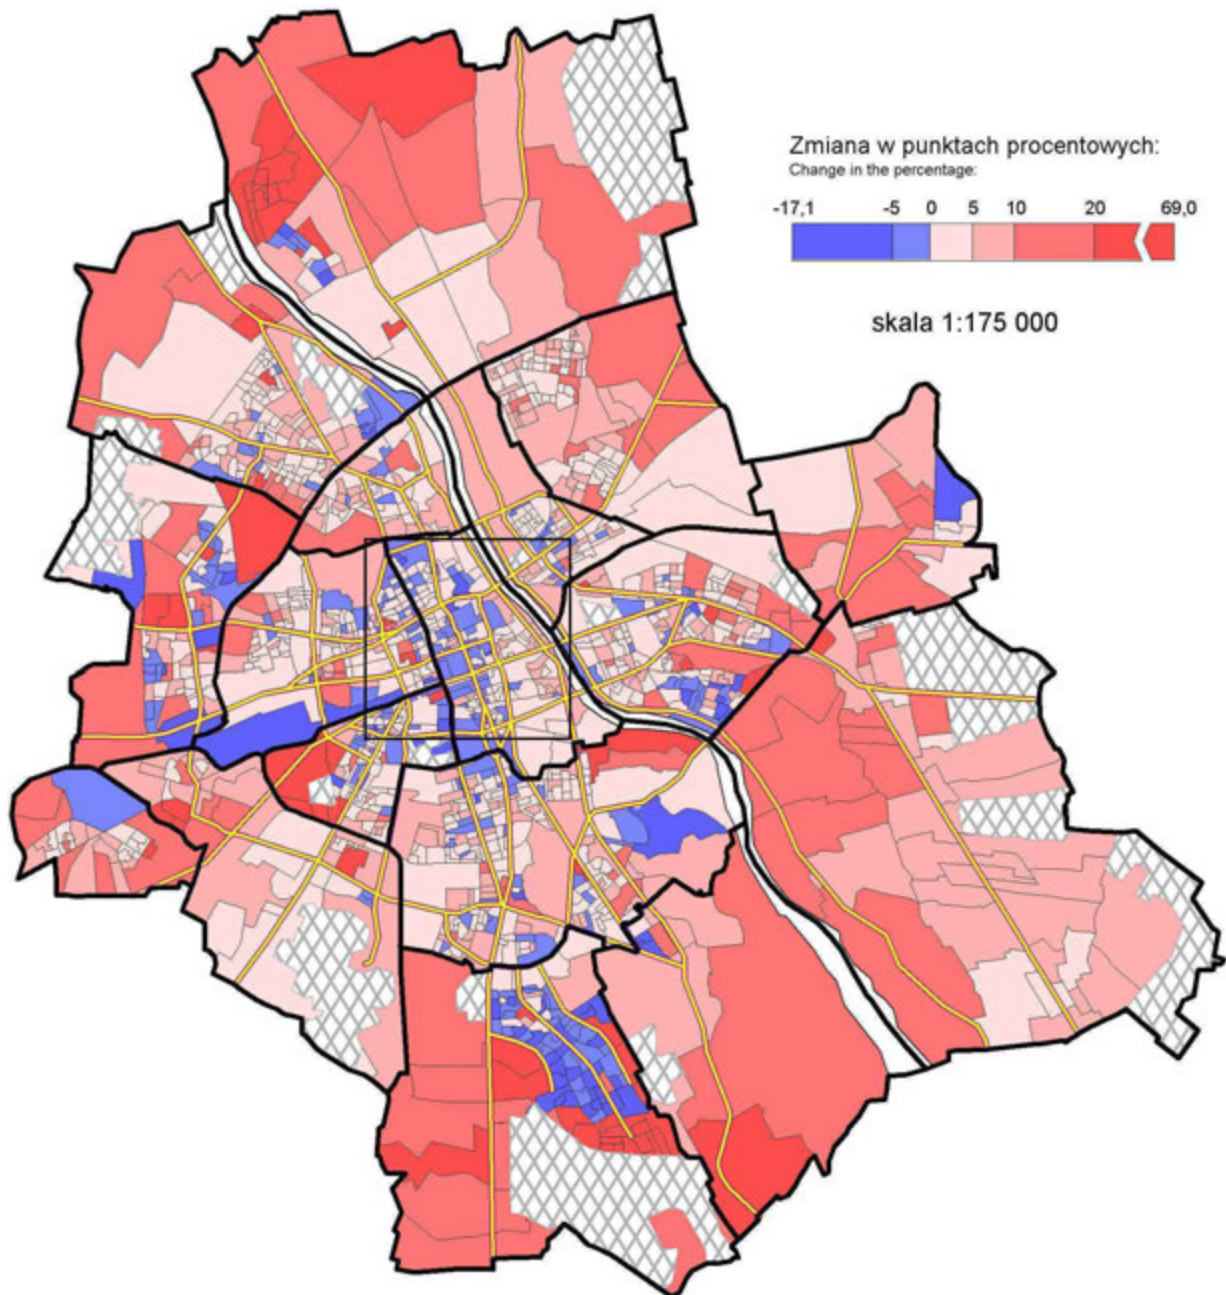 Zmiana w punktach procentowych:
Change in the percentage:
-17,1 -5 0 5 10 20 69,0
skala 1:175 000